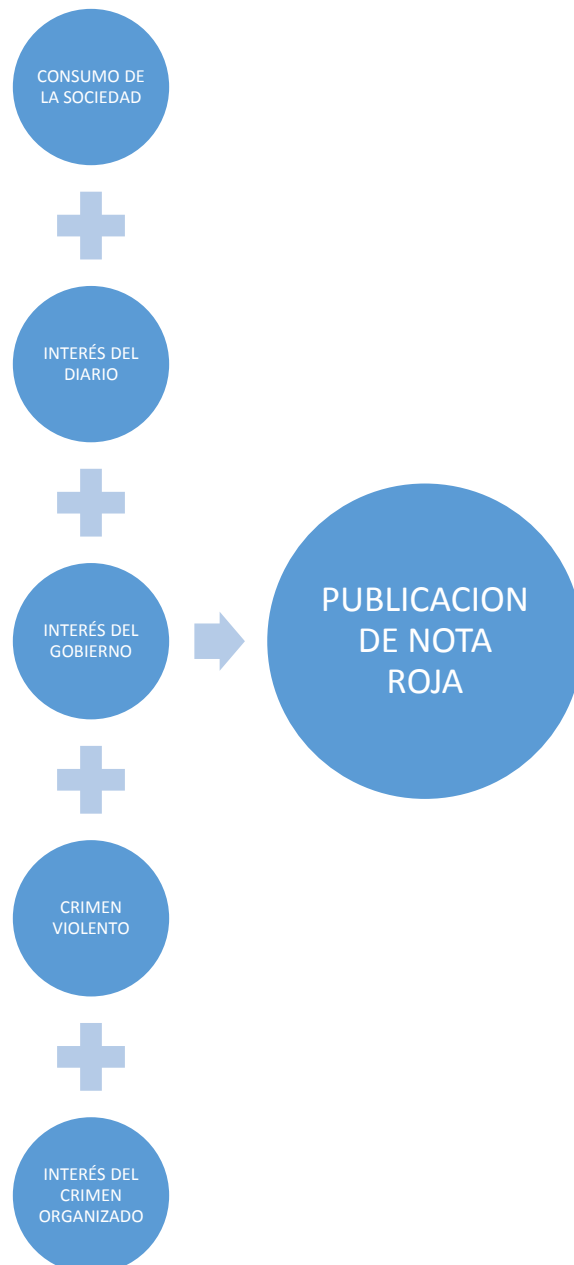 CONSUMO DE
LA SOCIEDAD
INTERÉS DEL
DIARIO
INTERÉS DEL
GOBIERNO
CRIMEN
VIOLENTO
INTERÉS DEL
CRIMEN
ORGANIZADO
PUBLICACION
DE NOTA
ROJA